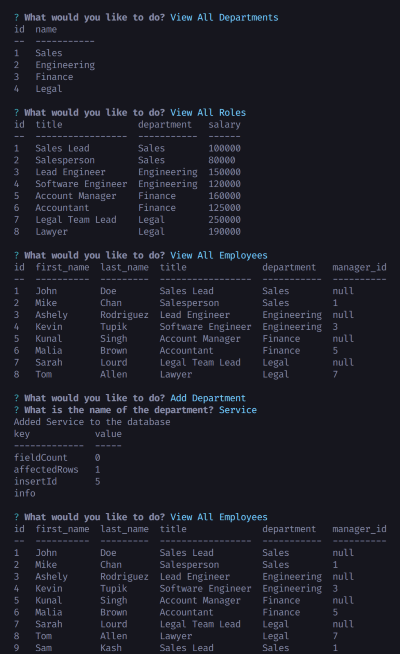 ? What would you like to do? View All Departments
id  name
--  -----------
1   Sales
2   Engineering
3   Finance
4   Legal
? What would you like to do? View All Roles
id  title              department   salary
--  -----------------  -----------  ------
1   Sales Lead         Sales        100000
2   Salesperson        Sales        80000
3   Lead Engineer      Engineering  150000
4   Software Engineer  Engineering  120000
5   Account Manager    Finance      160000
6   Accountant         Finance      125000
7   Legal Team Lead    Legal        250000
8   Lawyer             Legal        190000
? What would you like to do? View All Employees
id  first_name  last_name  title              department   manager_id
--  ----------  ---------  -----------------  -----------  ----------
1   John        Doe        Sales Lead         Sales        null
2   Mike        Chan       Salesperson        Sales        1
3   Ashely      Rodriguez  Lead Engineer      Engineering  null
4   Kevin       Tupik      Software Engineer  Engineering  3
5   Kunal       Singh      Account Manager    Finance      null
6   Malia       Brown      Accountant         Finance      5
7   Sarah       Lourd      Legal Team Lead    Legal        null
8   Tom         Allen      Lawyer             Legal        7
? What would you like to do? Add Department
? What is the name of the department? Service
Added Service to the database
key            value
-------------  -----
fieldCount     0
affectedRows   1
insertId       5
info
? What would you like to do? View All Employees
id  first_name  last_name  title              department   manager_id
--  ----------  ---------  -----------------  -----------  ----------
1   John        Doe        Sales Lead         Sales        null
2   Mike        Chan       Salesperson        Sales        1
3   Ashely      Rodriguez  Lead Engineer      Engineering  null
4   Kevin       Tupik      Software Engineer  Engineering  3
5   Kunal       Singh      Account Manager    Finance      null
6   Malia       Brown      Accountant         Finance      5
7   Sarah       Lourd      Legal Team Lead    Legal        null
8   Tom         Allen      Lawyer             Legal        7
9   Sam         Kash       Sales Lead         Sales        1